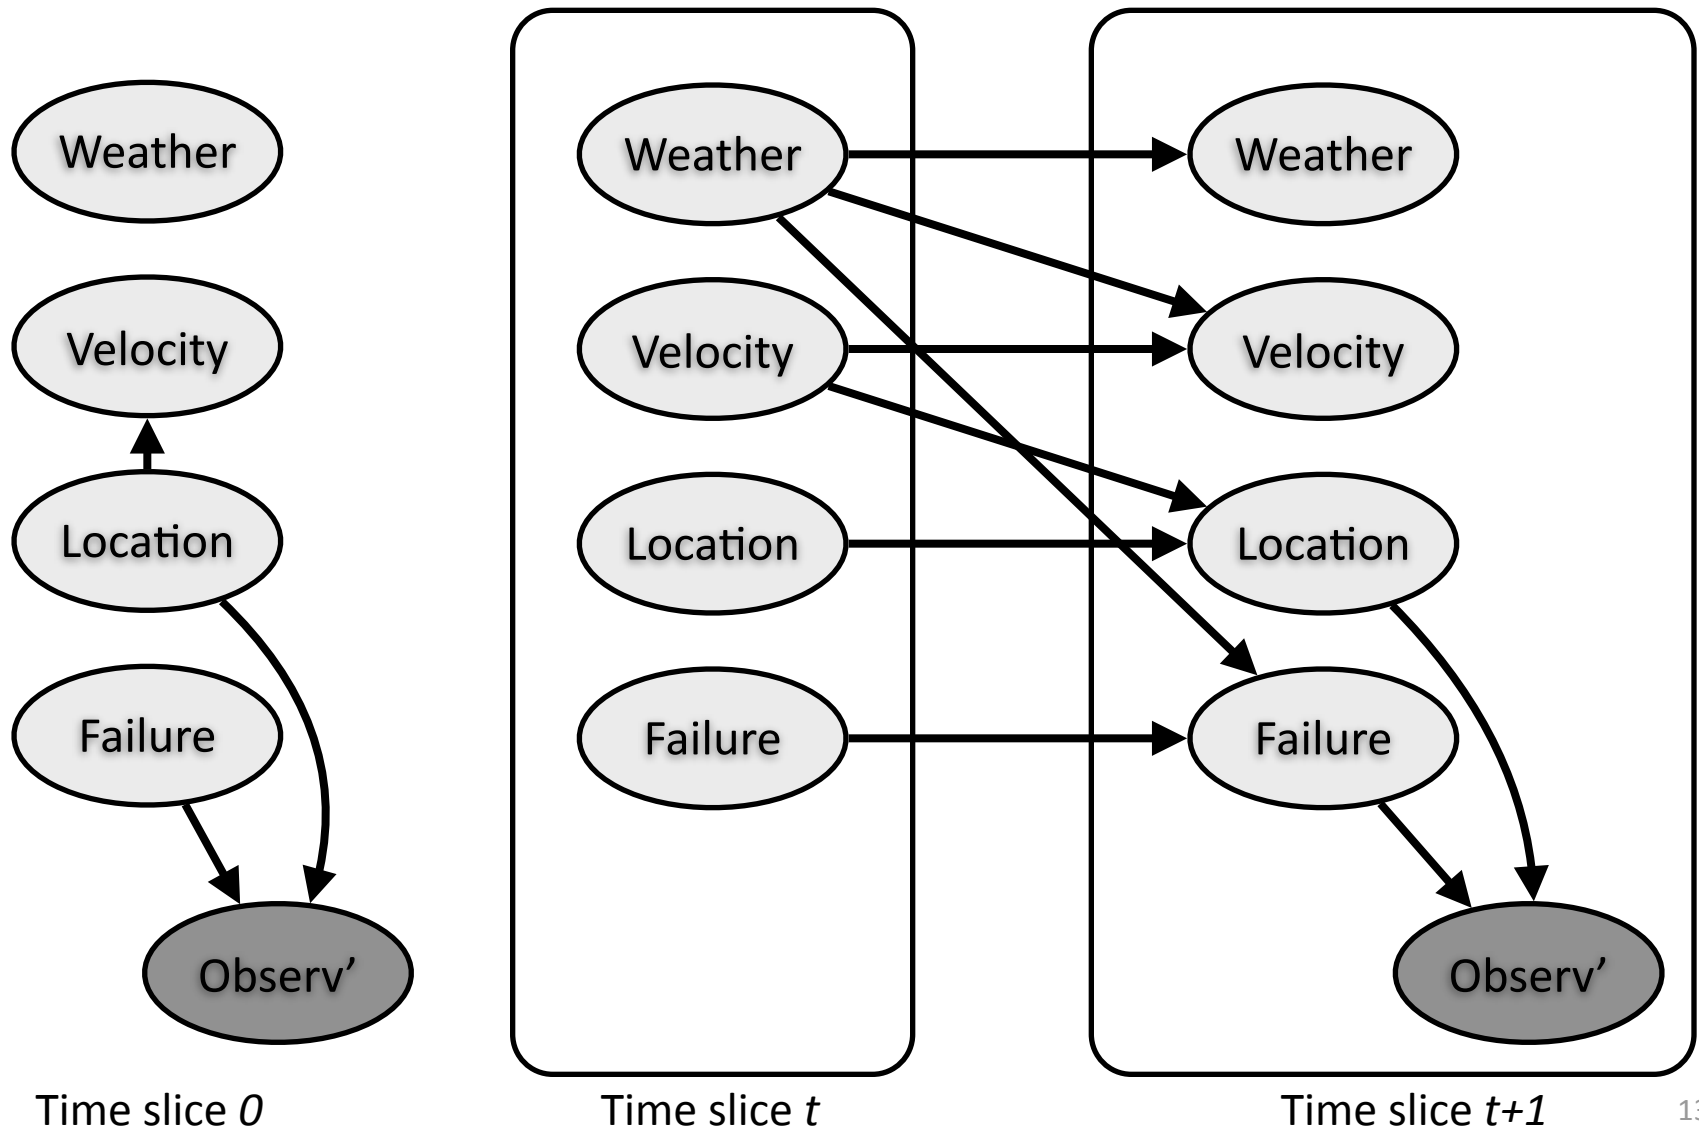 Weather
Velocity
Location
Failure
Observ’
Time slice 0
Weather
Velocity
Location
Failure
Time slice t
Weather
Velocity
Location
Failure
Observ’
Time slice t+1